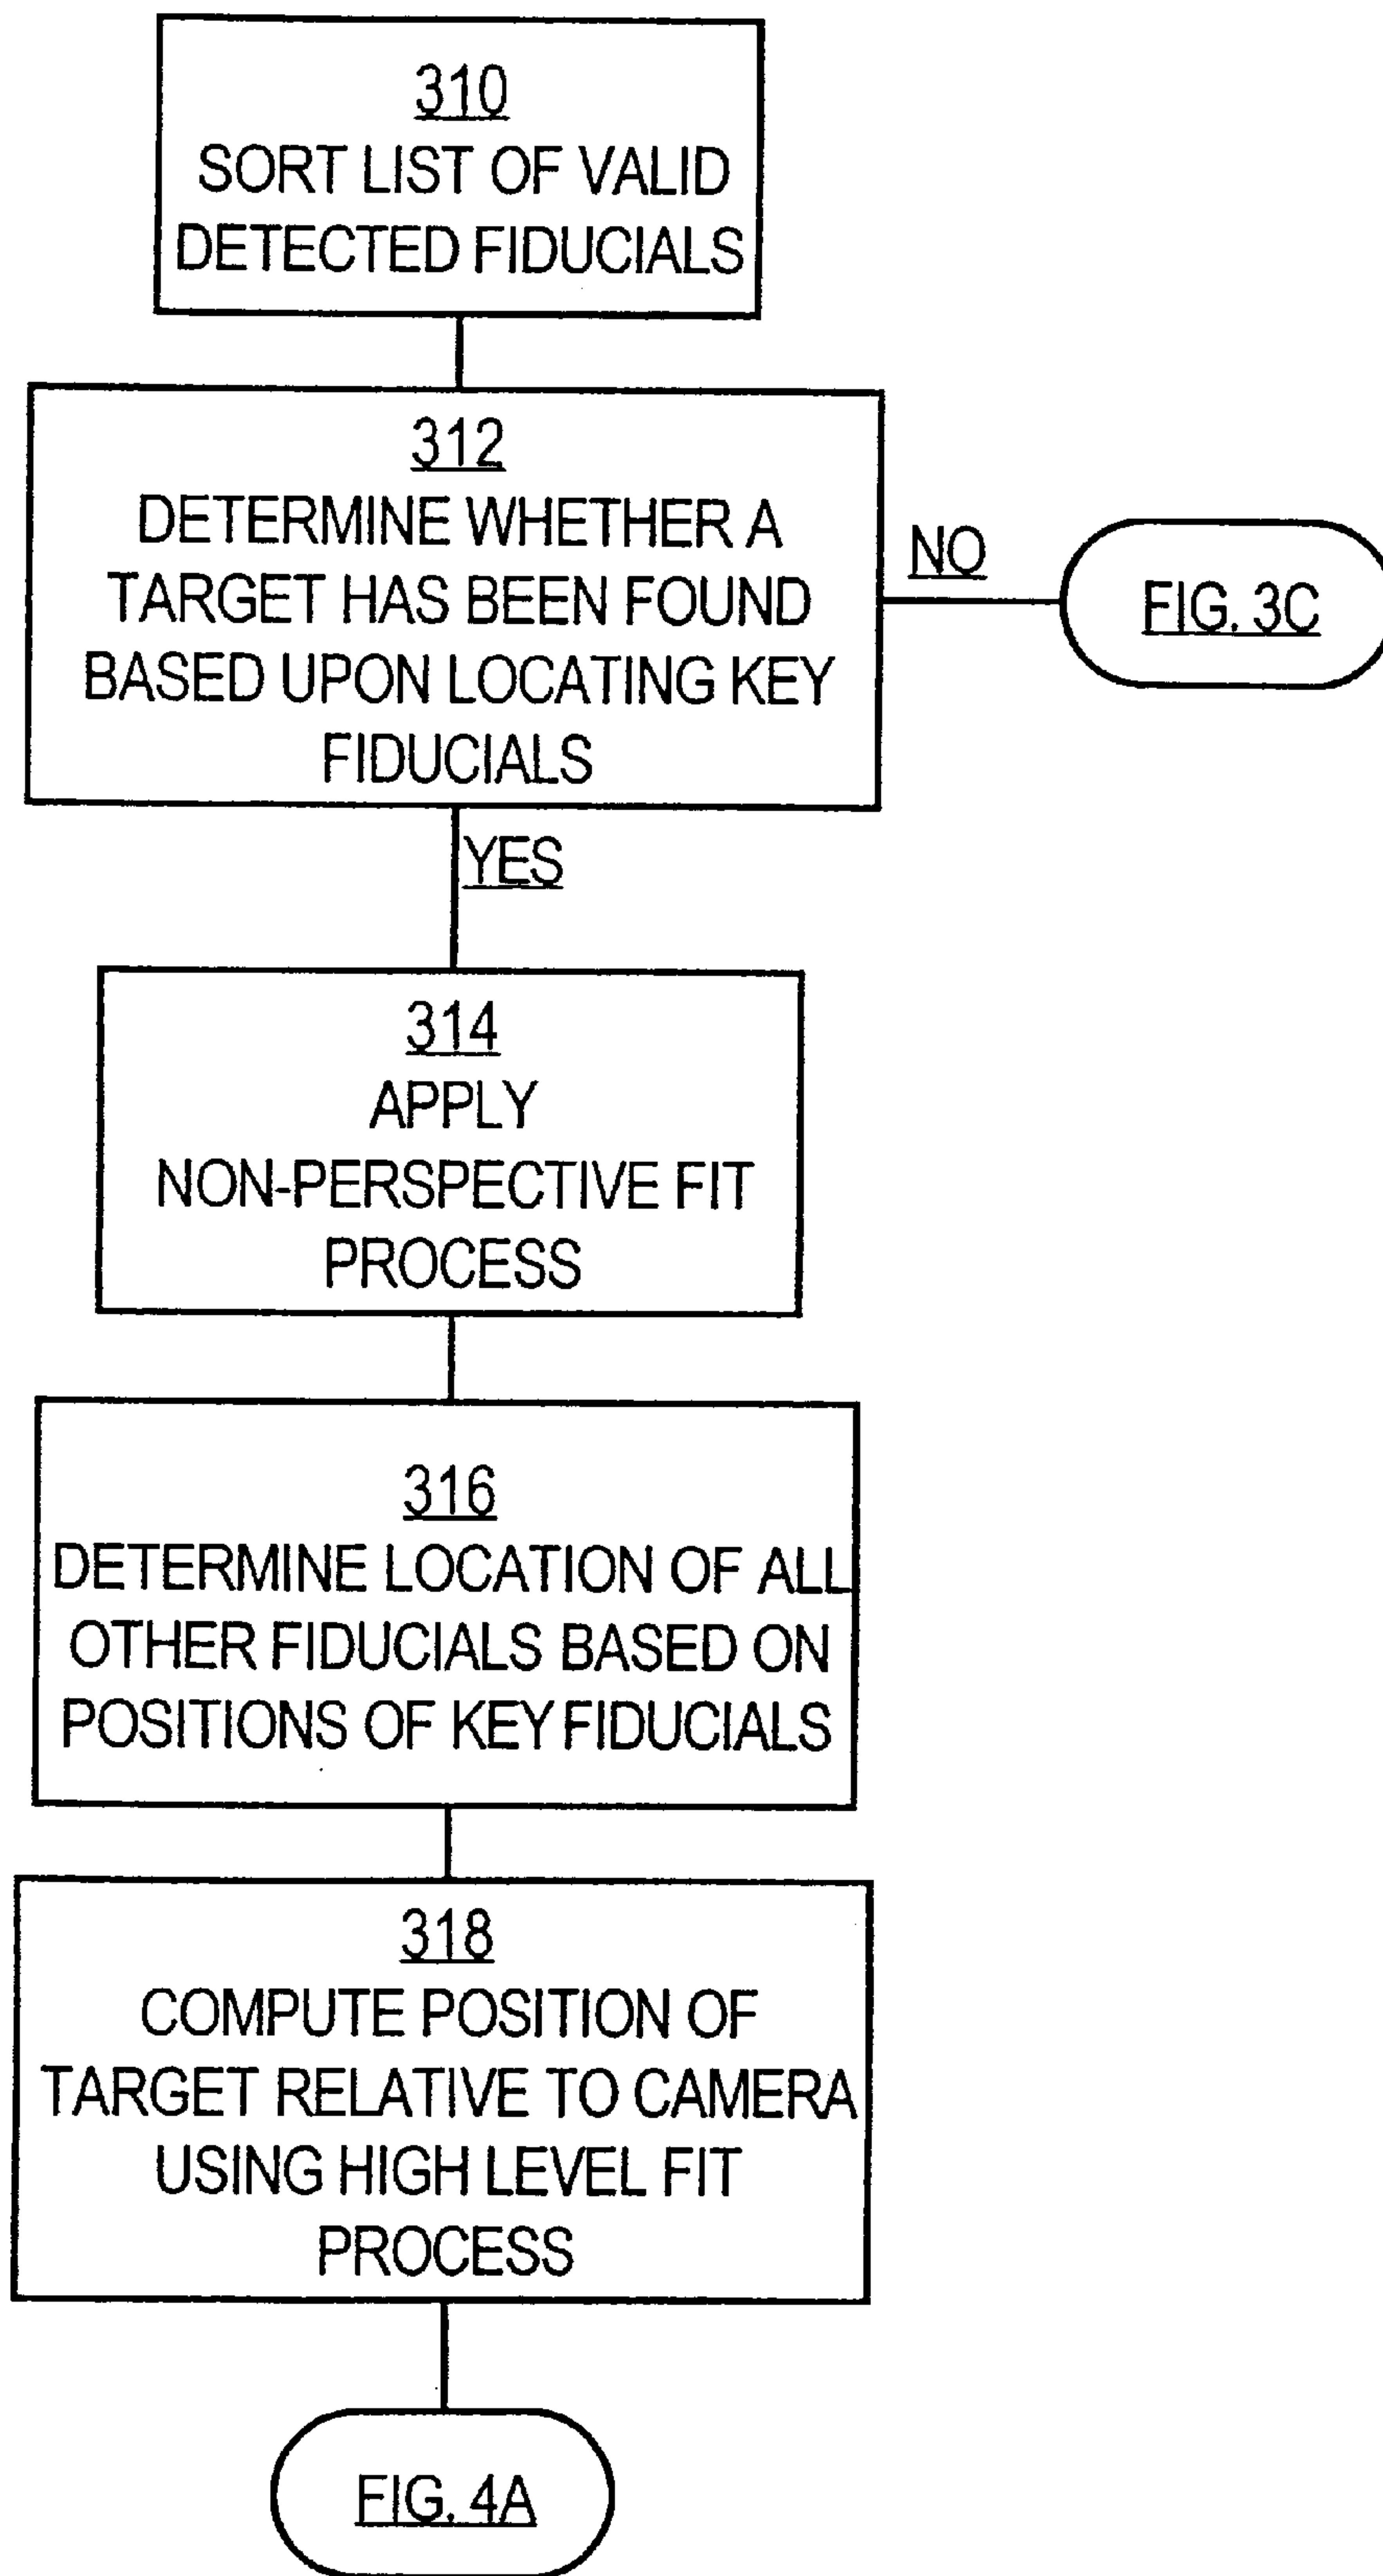 310
SORT LIST OF VALID
DETECTED FIDUCIALS
312
DETERMINE WHETHER A
TARGET HAS BEEN FOUND
BASED UPON LOCATING KEY
FIDUCIALS
NO
FIG. 3C
YES
314
APPLY
NON-PERSPECTIVE FIT
PROCESS
316
DETERMINE LOCATION OF ALL
OTHER FIDUCIALS BASED ON
POSITIONS OF KEY FIDUCIALS
318
COMPUTE POSITION OF
TARGET RELATIVE TO CAMERA
USING HIGH LEVEL FIT
PROCESS
FIG. 4A